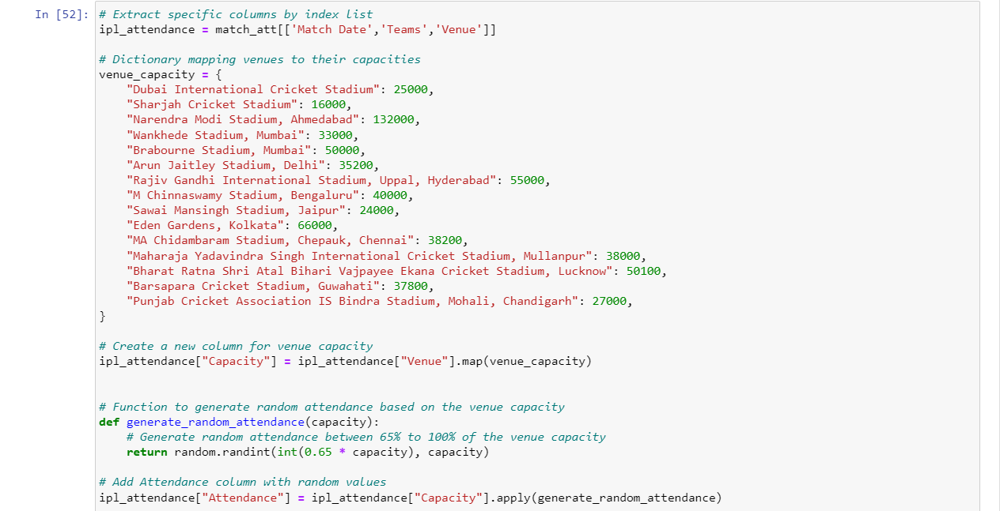 In [52]:
# Extract specific columns by index list
ipl_attendance = match_att[['Match Date','Teams','Venue']]
# Dictionary mapping venues to their capacities
venue_capacity = {
"Dubai International Cricket Stadium": 25000,
"Sharjah Cricket Stadium": 16000,
"Narendra Modi Stadium, Ahmedabad": 132000,
"Wankhede Stadium, Mumbai": 33000,
"Brabourne Stadium, Mumbai": 50000,
"Arun Jaitley Stadium, Delhi": 35200,
"Rajiv Gandhi International Stadium, Uppal, Hyderabad": 55000,
"M Chinnaswamy Stadium, Bengaluru": 40000,
"Sawai Mansingh Stadium, Jaipur": 24000,
"Eden Gardens, Kolkata": 66000,
"MA Chidambaram Stadium, Chepauk, Chennai": 38200,
"Maharaja Yadavindra Singh International Cricket Stadium, Mullanpur": 38000,
"Bharat Ratna Shri Atal Bihari Vajpayee Ekana Cricket Stadium, Lucknow": 50100,
"Barsapara Cricket Stadium, Guwahati": 37800,
"Punjab Cricket Association IS Bindra Stadium, Mohali, Chandigarh": 27000,
}
# Create a new column for venue capacity
ipl_attendance["Capacity"] = ipl_attendance["Venue"].map(venue_capacity)
# Function to generate random attendance based on the venue capacity
def generate_random_attendance(capacity):
# Generate random attendance between 65% to 100% of the venue capacity
return random.randint(int(0.65 * capacity), capacity)
# Add Attendance column with random values
ipl_attendance["Attendance"] = ipl_attendance["Capacity"].apply(generate_random_attendance)